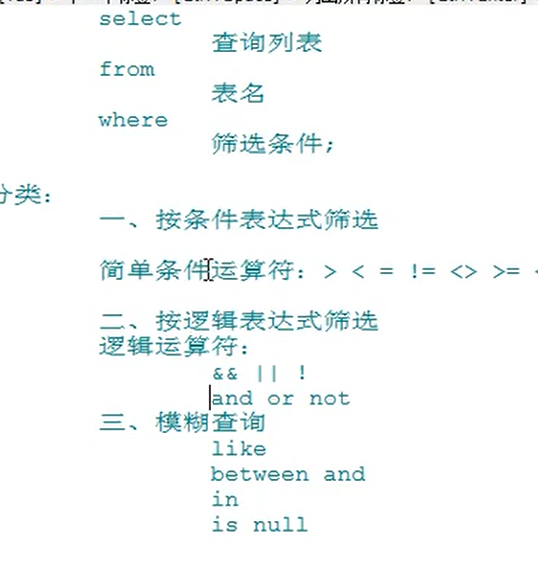 select
查询列表
from
表名
where
筛选条件;
分类:
一、按条件表达式筛选
简单条件运算符: > < = != <> >=
二、按逻辑表达式筛选
逻辑运算符:
&& || !
and or not
三、模糊查询
like
between and
in
is null